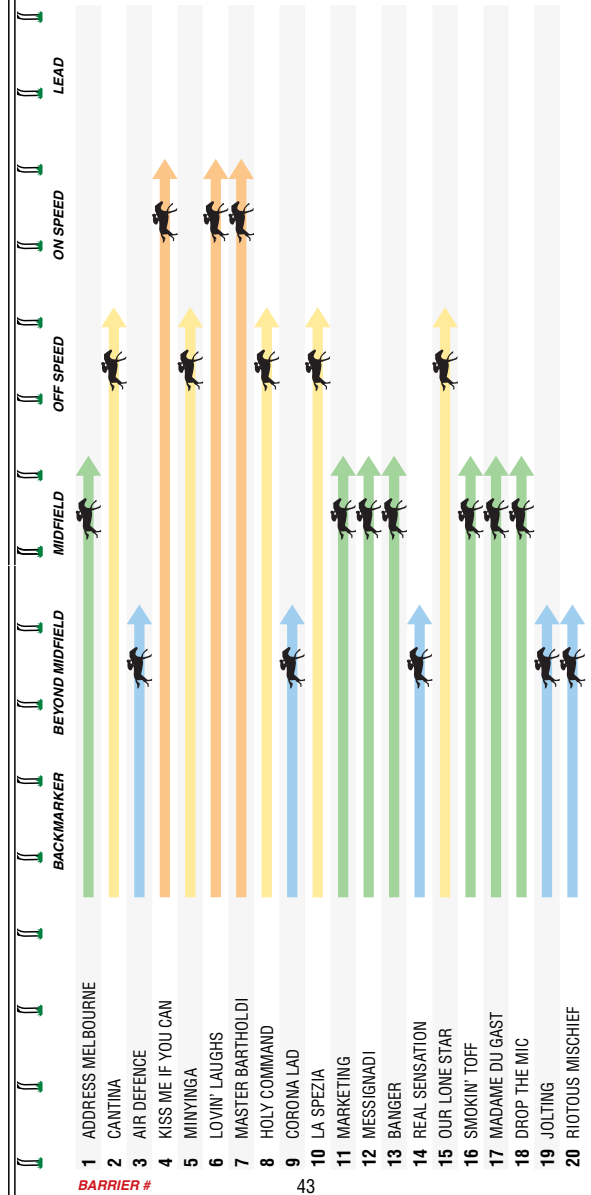 BACKMARKER BEYOND MIDFIELD MIDFIELD OFF SPEED ON SPEED LEAD
1 ADDRESS MELBOURNE
2 CANTINA
3 AIR DEFENCE
4 KISS ME IF YOU CAN
5 MINYINGA
6 LOVIN' LAUGHS
7 MASTER BARTHOLDI
8 HOLY COMMAND
9 CORONA LAD
10 LA SPEZIA
11 MARKETING
12 MESSIGNADI
13 BANGER
14 REAL SENSATION
15 OUR LONE STAR
16 SMOKIN' TOFF
17 MADAME DU GAST
18 DROP THE MIC
19 JOLTING
20 RIOTOUS MISCHIEF
BARRIER #
43